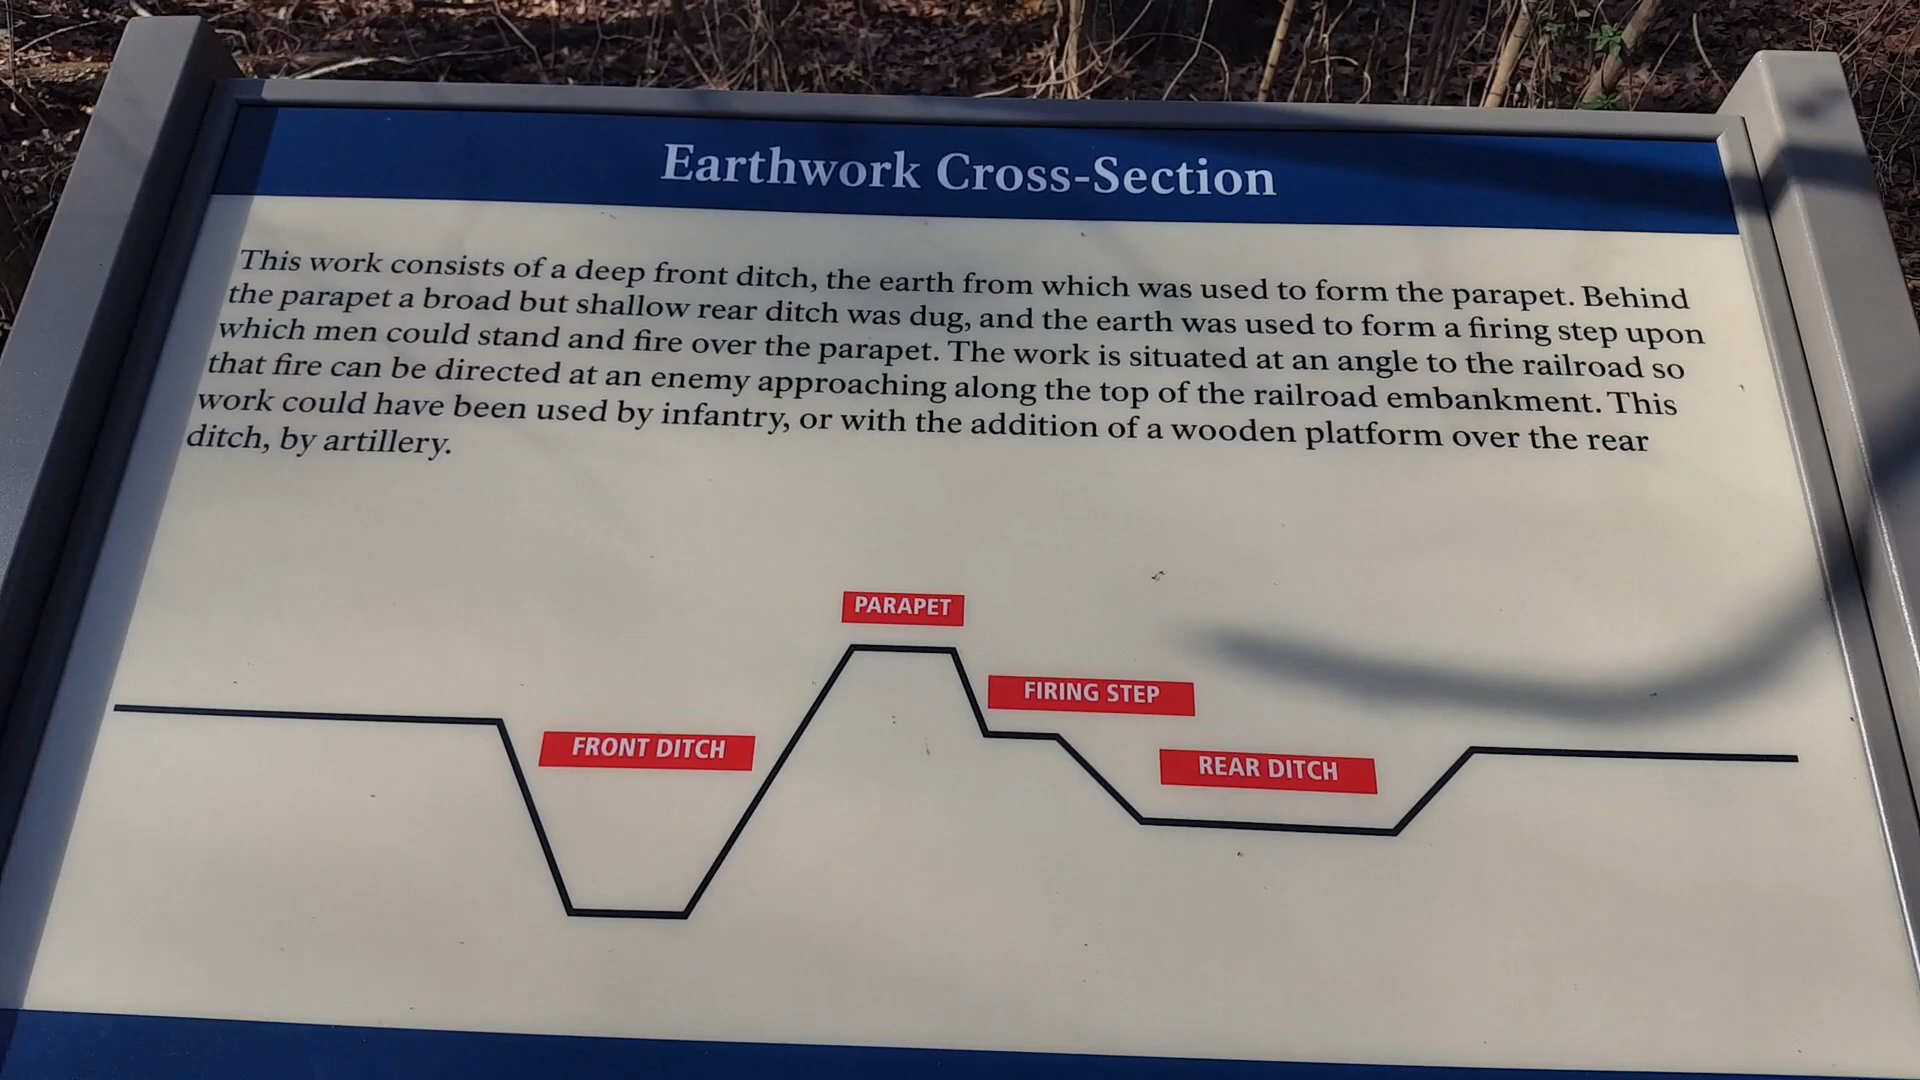 Earthwork Cross-Section
This work consists of a deep front ditch, the earth from which was used to form the parapet. Behind
the parapet a broad but shallow rear ditch was dug, and the earth was used to form a firing step upon
which men could stand and fire over the parapet. The work is situated at an angle to the railroad so
that fire can be directed at an enemy approaching along the top of the railroad embankment. This
work could have been used by infantry, or with the addition of a wooden platform over the rear
ditch, by artillery.
PARAPET
FIRING STEP
FRONT DITCH
REAR DITCH